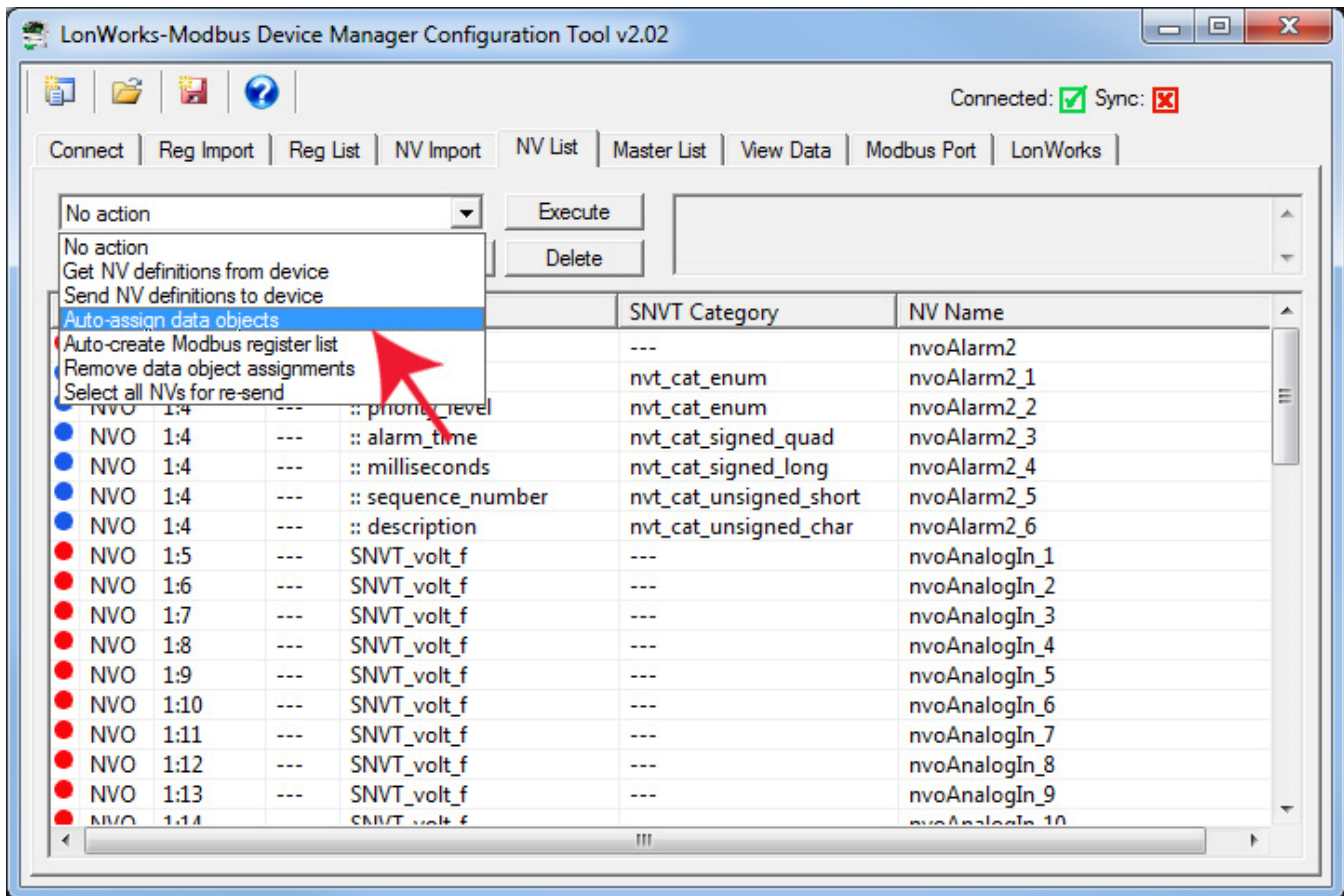 LonWorks-Modbus Device Manager Configuration Tool v2.02
Connected: Sync:
Connect Reg Import Reg List NV Import NV List Master List View Data Modbus Port LonWorks
No action Execute
No action
Get NV definitions from device Delete
Send NV definitions to device
Auto-assign data objects SNVT Category NV Name
Auto-create Modbus register list --- nvoAlarm2
Remove data object assignments nvt_cat_enum nvoAlarm2_1
Select all NVs for re-send
NVO 1:4 --- :: priority_level nvt_cat_enum nvoAlarm2_2
NVO 1:4 --- :: alarm_time nvt_cat_signed_quad nvoAlarm2_3
NVO 1:4 --- :: milliseconds nvt_cat_signed_long nvoAlarm2_4
NVO 1:4 --- :: sequence_number nvt_cat_unsigned_short nvoAlarm2_5
NVO 1:4 --- :: description nvt_cat_unsigned_char nvoAlarm2_6
NVO 1:5 --- SNVT_volt_f --- nvoAnalogIn_1
NVO 1:6 --- SNVT_volt_f --- nvoAnalogIn_2
NVO 1:7 --- SNVT_volt_f --- nvoAnalogIn_3
NVO 1:8 --- SNVT_volt_f --- nvoAnalogIn_4
NVO 1:9 --- SNVT_volt_f --- nvoAnalogIn_5
NVO 1:10 --- SNVT_volt_f --- nvoAnalogIn_6
NVO 1:11 --- SNVT_volt_f --- nvoAnalogIn_7
NVO 1:12 --- SNVT_volt_f --- nvoAnalogIn_8
NVO 1:13 --- SNVT_volt_f --- nvoAnalogIn_9
NVO 1:14 SNVT_volt_f nvoAnalogIn_10